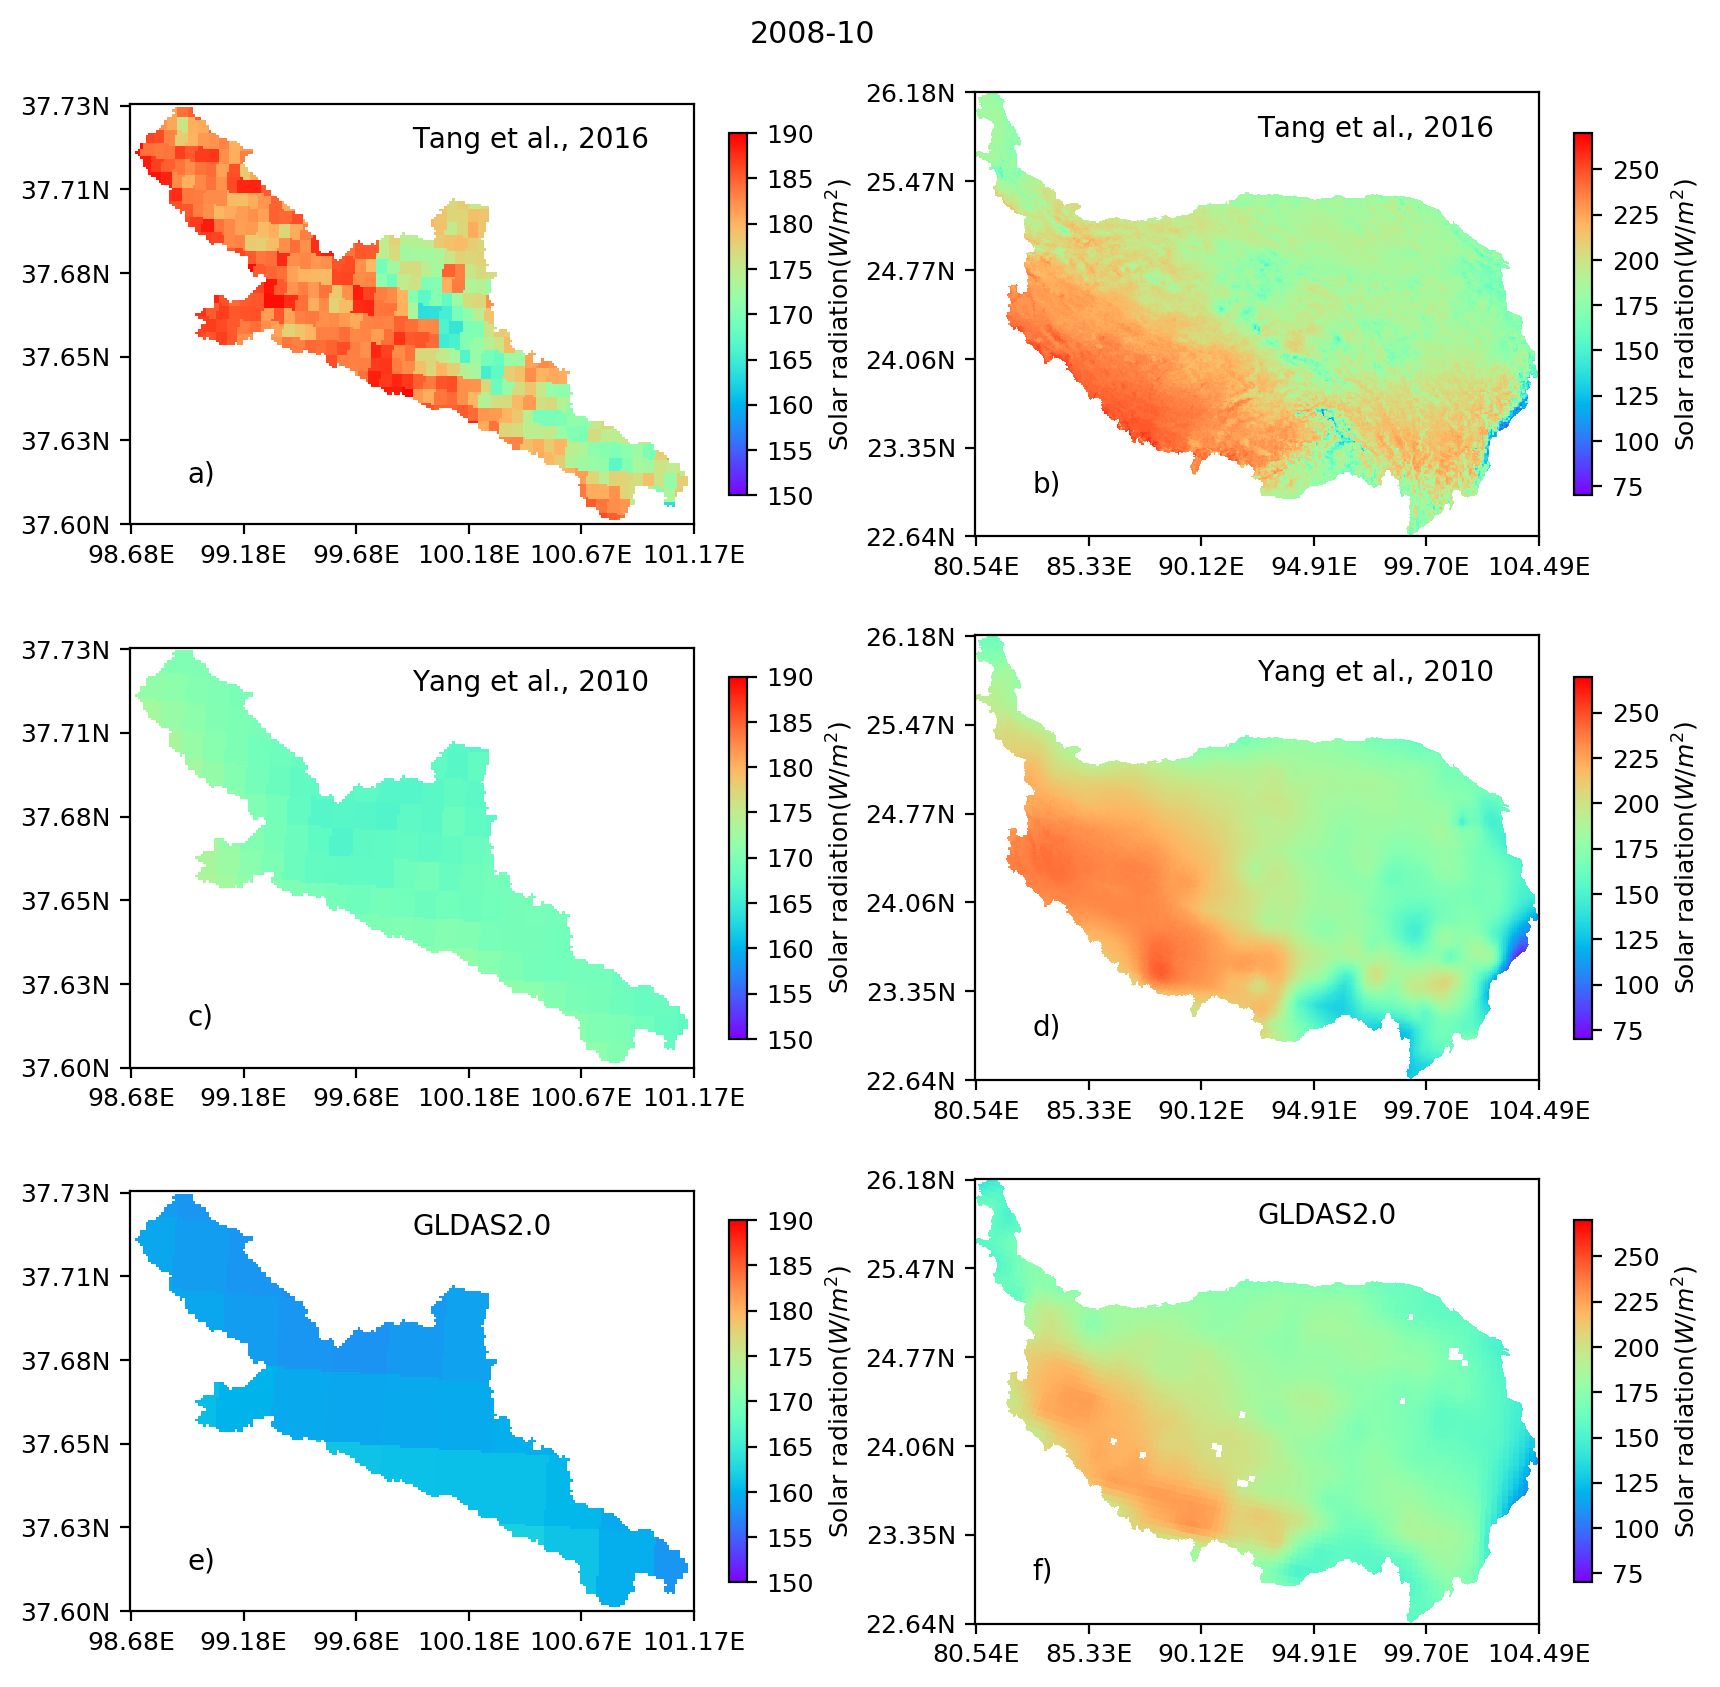 2008-10
37.73N
37.71N
37.68N
37.65N
37.63N
37.60N
98.68E 99.18E 99.68E 100.18E 100.67E 101.17E
Tang et al., 2016
a)
190
185
180
175
170
165
160
155
150
Solar radiation(W/m²)
26.18N
25.47N
24.77N
24.06N
23.35N
22.64N
80.54E 85.33E 90.12E 94.91E 99.70E 104.49E
Tang et al., 2016
b)
250
225
200
175
150
125
100
75
Solar radiation(W/m²)
37.73N
37.71N
37.68N
37.65N
37.63N
37.60N
98.68E 99.18E 99.68E 100.18E 100.67E 101.17E
Yang et al., 2010
c)
190
185
180
175
170
165
160
155
150
Solar radiation(W/m²)
26.18N
25.47N
24.77N
24.06N
23.35N
22.64N
80.54E 85.33E 90.12E 94.91E 99.70E 104.49E
Yang et al., 2010
d)
250
225
200
175
150
125
100
75
Solar radiation(W/m²)
37.73N
37.71N
37.68N
37.65N
37.63N
37.60N
98.68E 99.18E 99.68E 100.18E 100.67E 101.17E
GLDAS2.0
e)
190
185
180
175
170
165
160
155
150
Solar radiation(W/m²)
26.18N
25.47N
24.77N
24.06N
23.35N
22.64N
80.54E 85.33E 90.12E 94.91E 99.70E 104.49E
GLDAS2.0
f)
250
225
200
175
150
125
100
75
Solar radiation(W/m²)